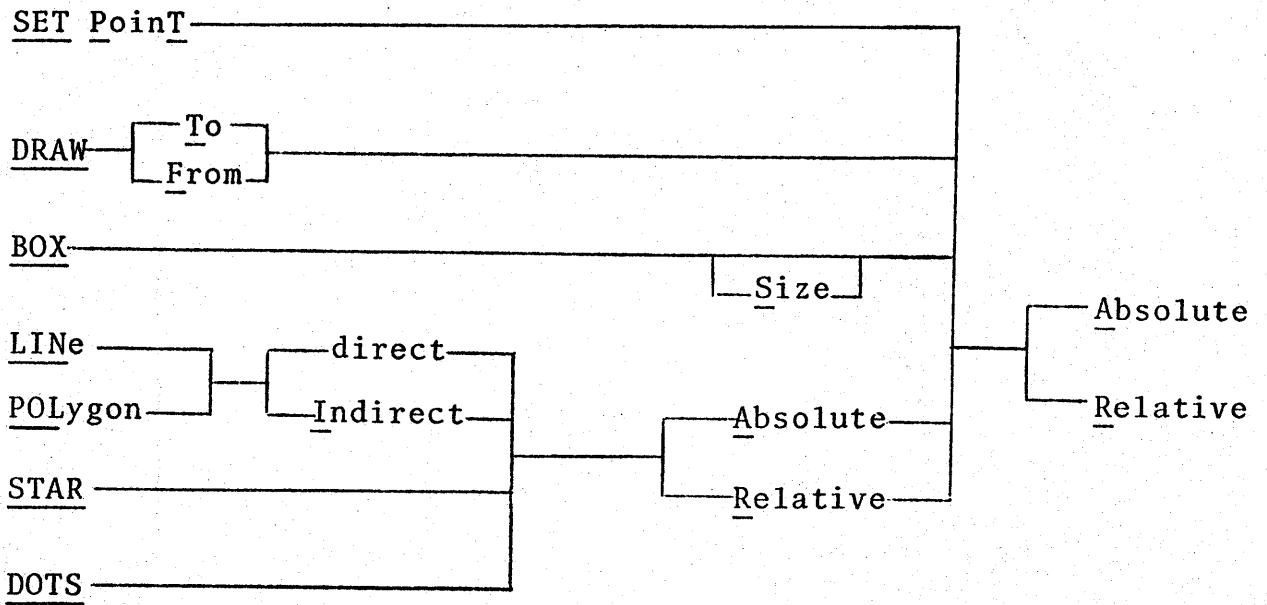 SET PoinT
DRAW
To
From
BOX
Size
LINe
POLygon
direct
Indirect
STAR
DOTS
Absolute
Relative
Absolute
Relative